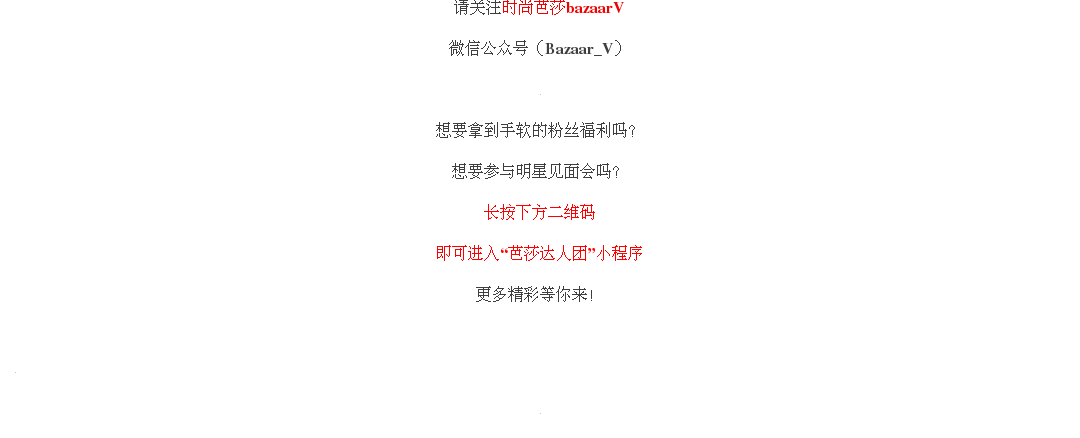 请关注时尚芭莎bazaarV
微信公众号（Bazaar_V）
想要拿到手软的粉丝福利吗?
想要参与明星见面会吗?
长按下方二维码
即可进入“芭莎达人团”小程序
更多精彩等你来!